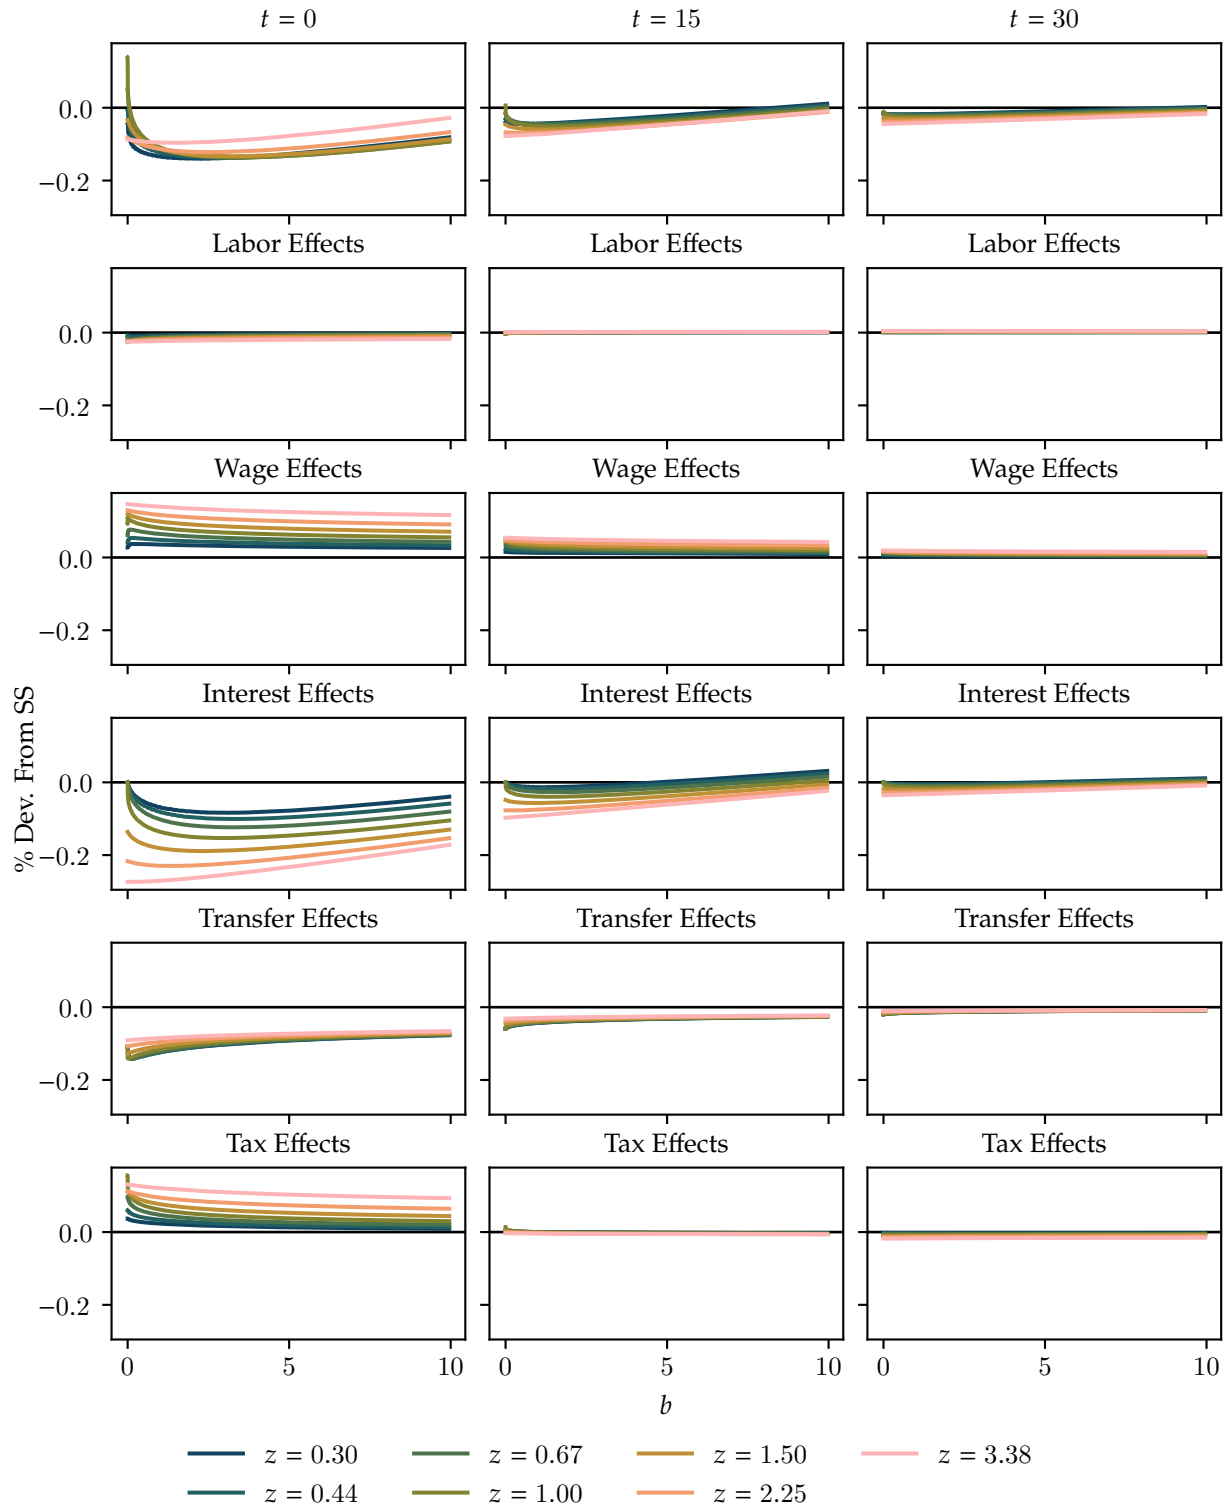 t = 0 t = 15 t = 30
0.0
−0.2
Labor Effects Labor Effects Labor Effects
0.0
−0.2
Wage Effects Wage Effects Wage Effects
0.0
−0.2
Interest Effects Interest Effects Interest Effects
0.0
−0.2
% Dev. From SS
Transfer Effects Transfer Effects Transfer Effects
0.0
−0.2
Tax Effects Tax Effects Tax Effects
0.0
−0.2
0 5 10 0 5 10 0 5 10
b
z = 0.30 z = 0.67 z = 1.50 z = 3.38
z = 0.44 z = 1.00 z = 2.25